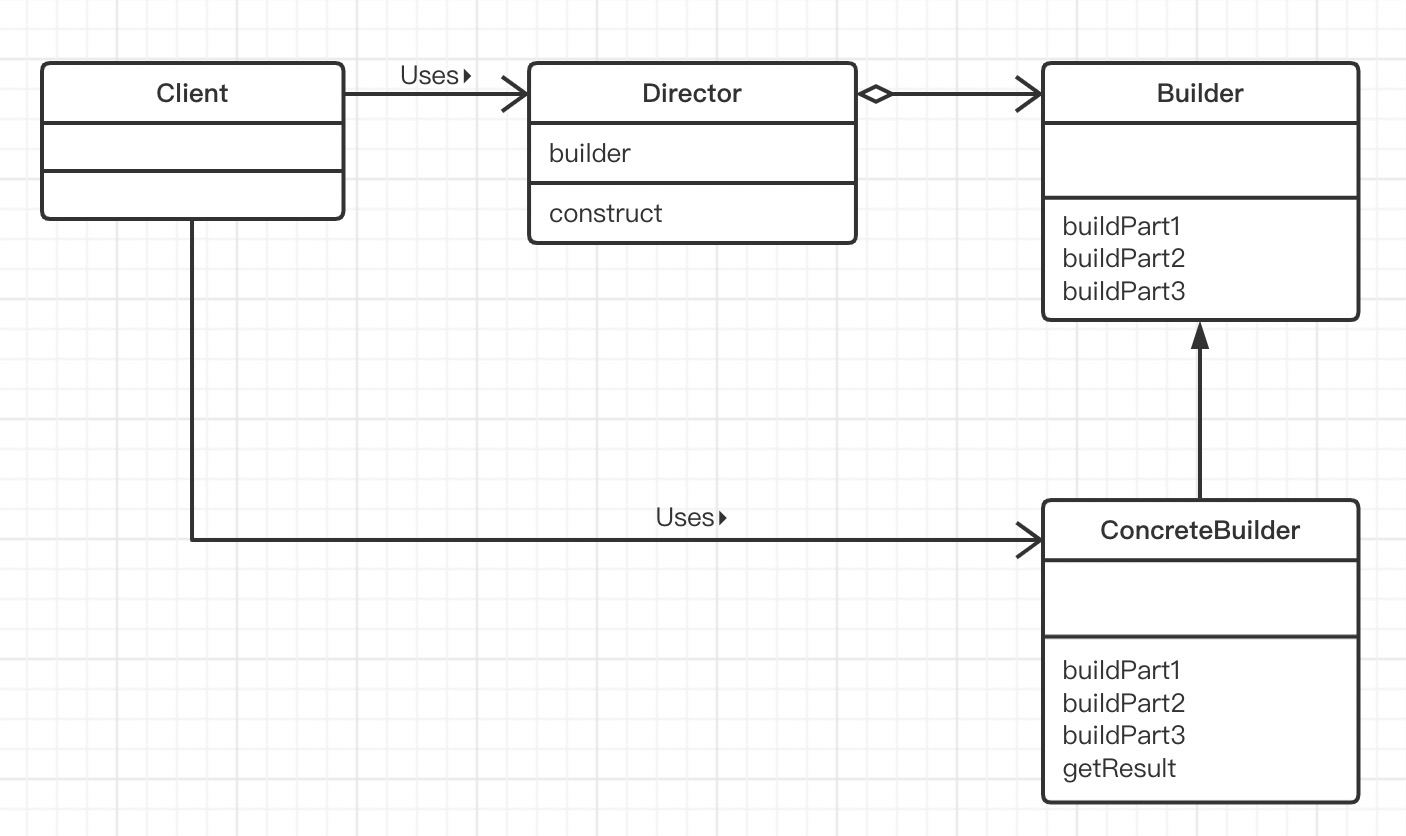 Client
Uses
Director
builder
construct
Builder
buildPart1
buildPart2
buildPart3
Uses
ConcreteBuilder
buildPart1
buildPart2
buildPart3
getResult